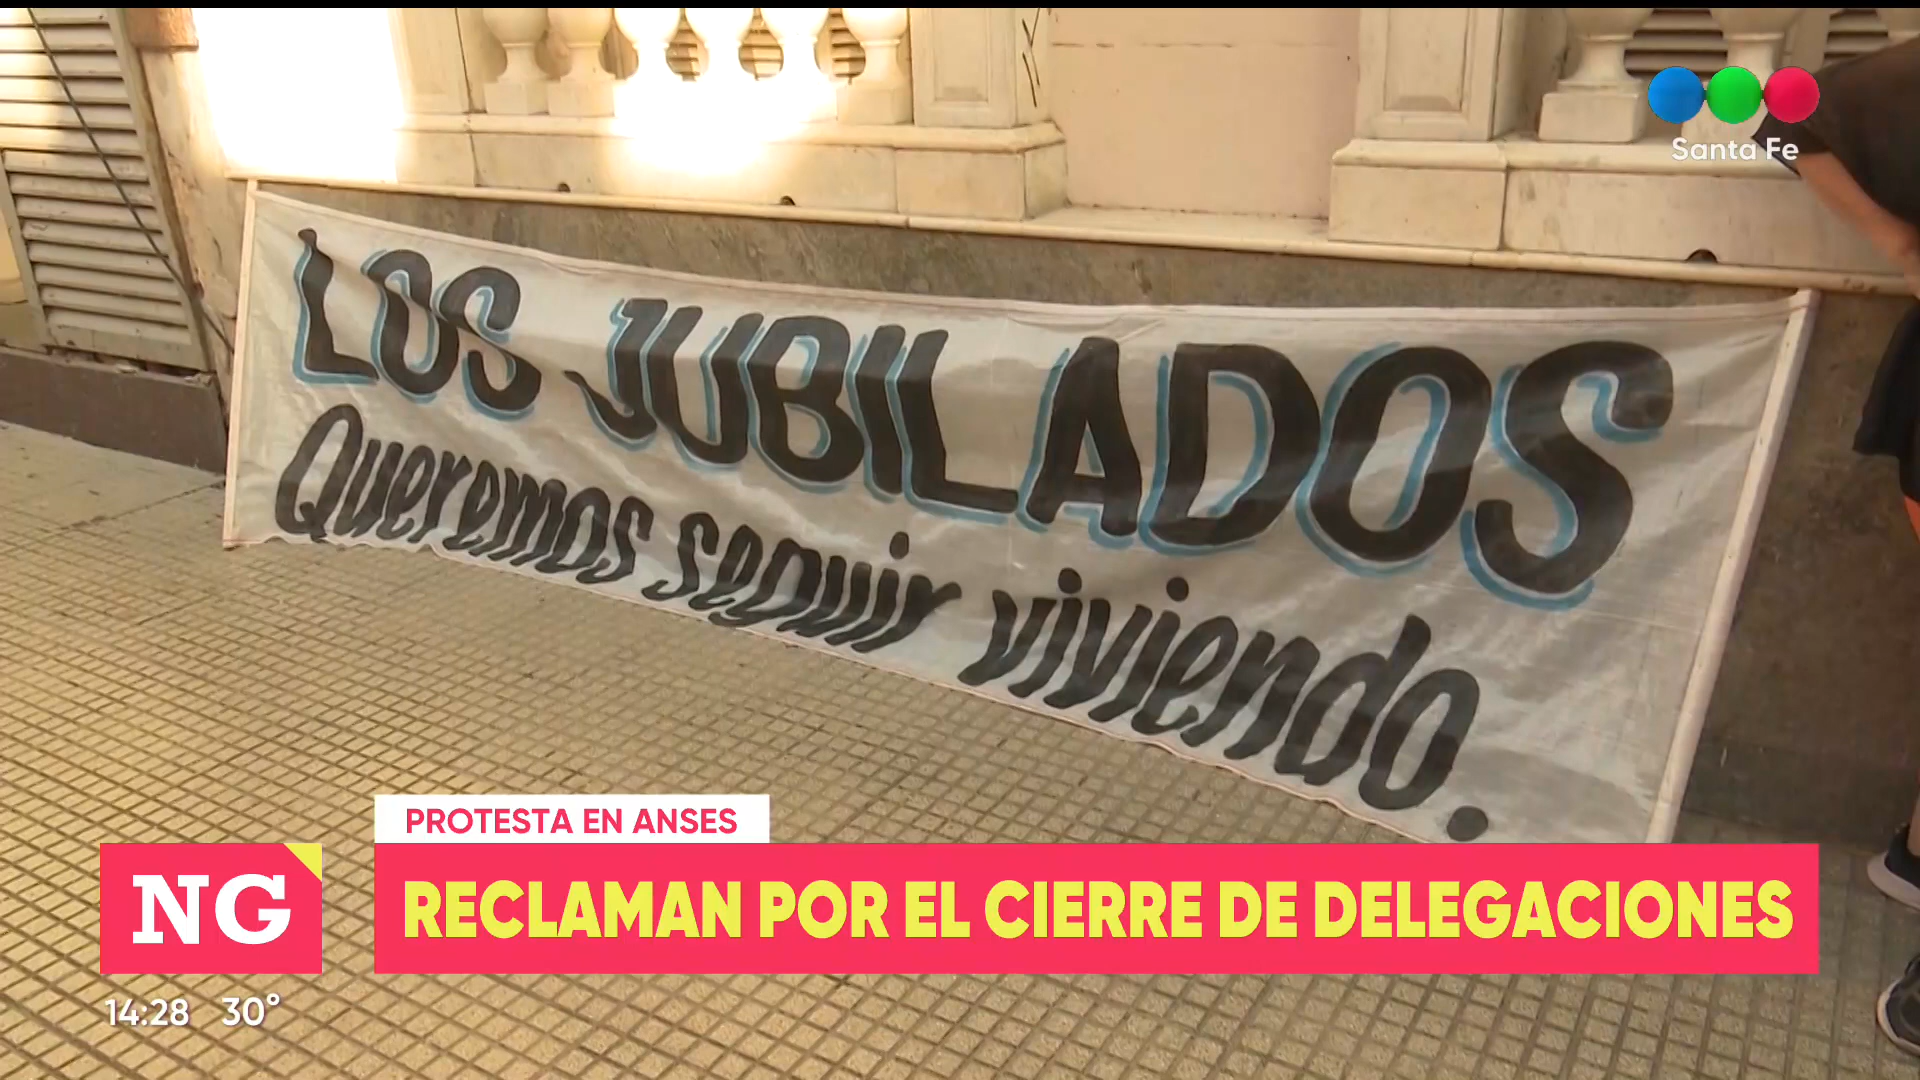 Santa Fe
LOS JUBILADOS
Queremos seguir viviendo.
PROTESTA EN ANSES
NG
RECLAMAN POR EL CIERRE DE DELEGACIONES
14:28 30°